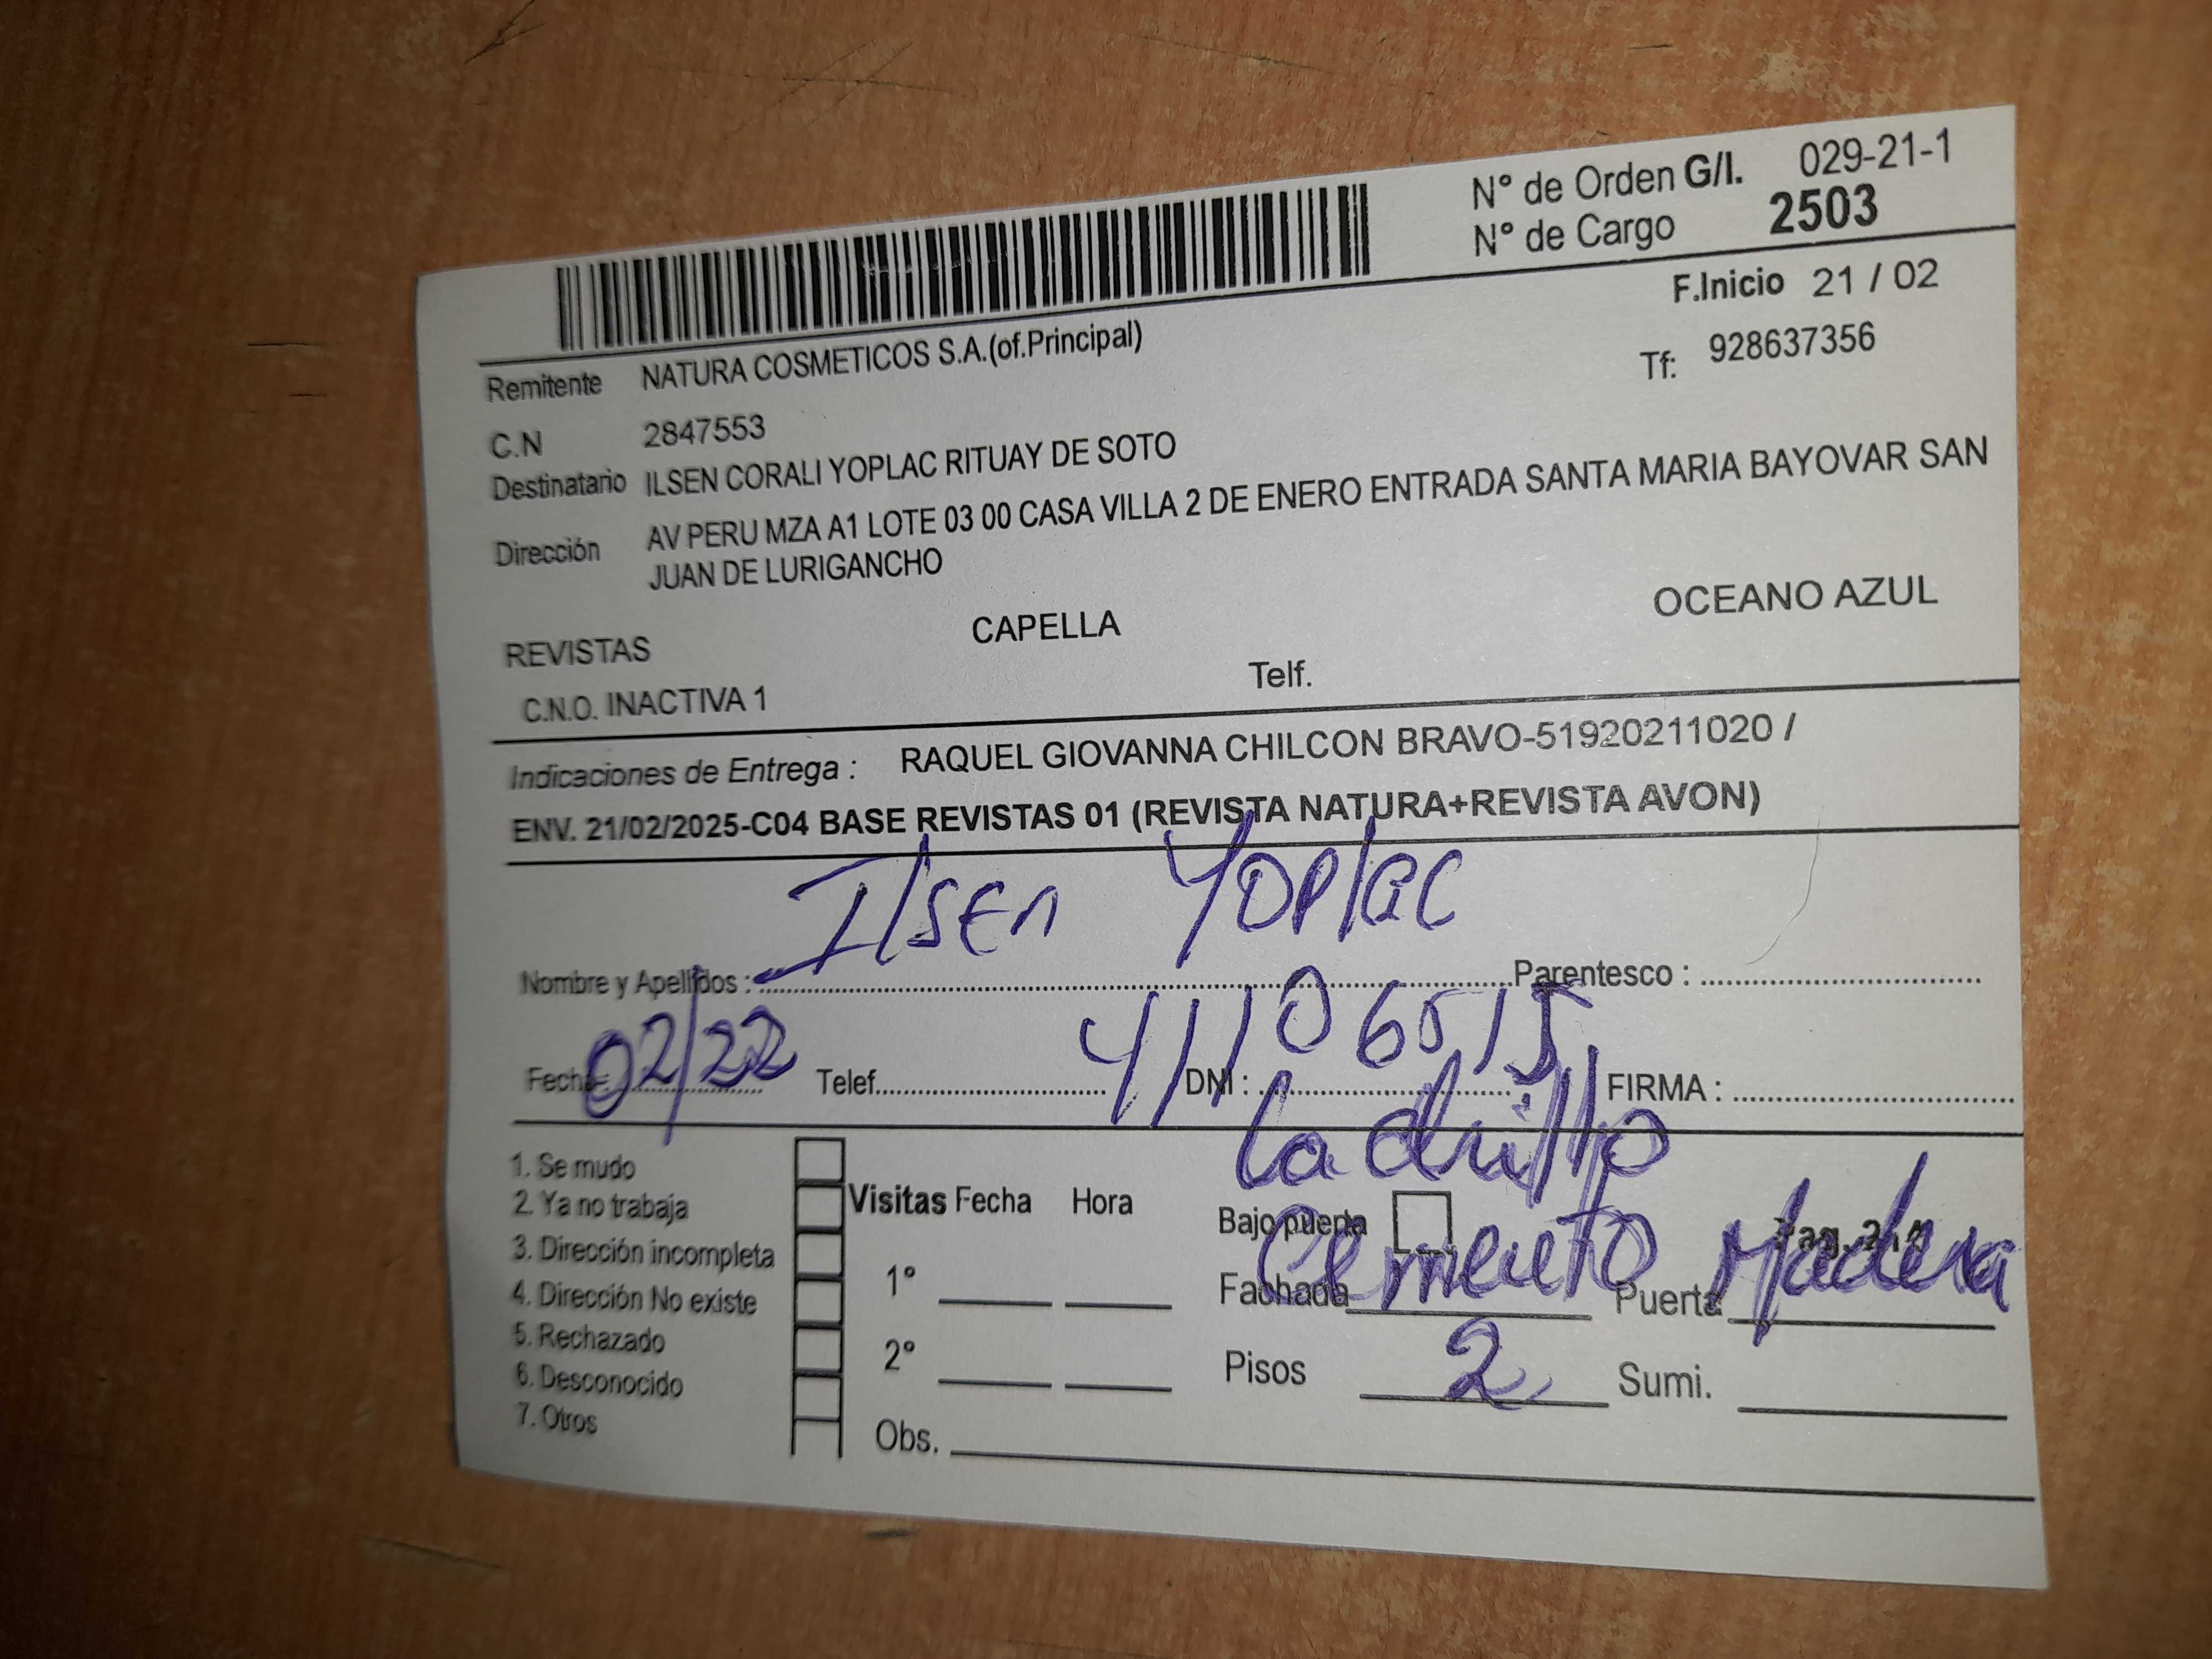 N° de Orden G/I. 029-21-1
N° de Cargo 2503
F.Inicio 21 / 02
Remitente NATURA COSMETICOS S.A.(of.Principal)
Tf: 928637356
C.N 2847553
Destinatario ILSEN CORALI YOPLAC RITUAY DE SOTO
Dirección AV PERU MZA A1 LOTE 03 00 CASA VILLA 2 DE ENERO ENTRADA SANTA MARIA BAYOVAR SAN
JUAN DE LURIGANCHO
REVISTAS CAPELLA OCEANO AZUL
C.N.O. INACTIVA 1 Telf.
Indicaciones de Entrega : RAQUEL GIOVANNA CHILCON BRAVO-51920211020 /
ENV. 21/02/2025-C04 BASE REVISTAS 01 (REVISTA NATURA+REVISTA AVON)
Ilsen Yoplac
Nombre y Apellidos : Parentesco :
02/22 41106515
Fecha Telef. DNI : FIRMA :
Ladrillo
1. Se mudo
2. Ya no trabaja
3. Dirección incompleta
4. Dirección No existe
5. Rechazado
6. Desconocido
7. Otros
Visitas Fecha Hora
1°
2°
Obs.
Bajo puerta
Fachada Cemento Puerta Madera
Pisos 2 Sumi.